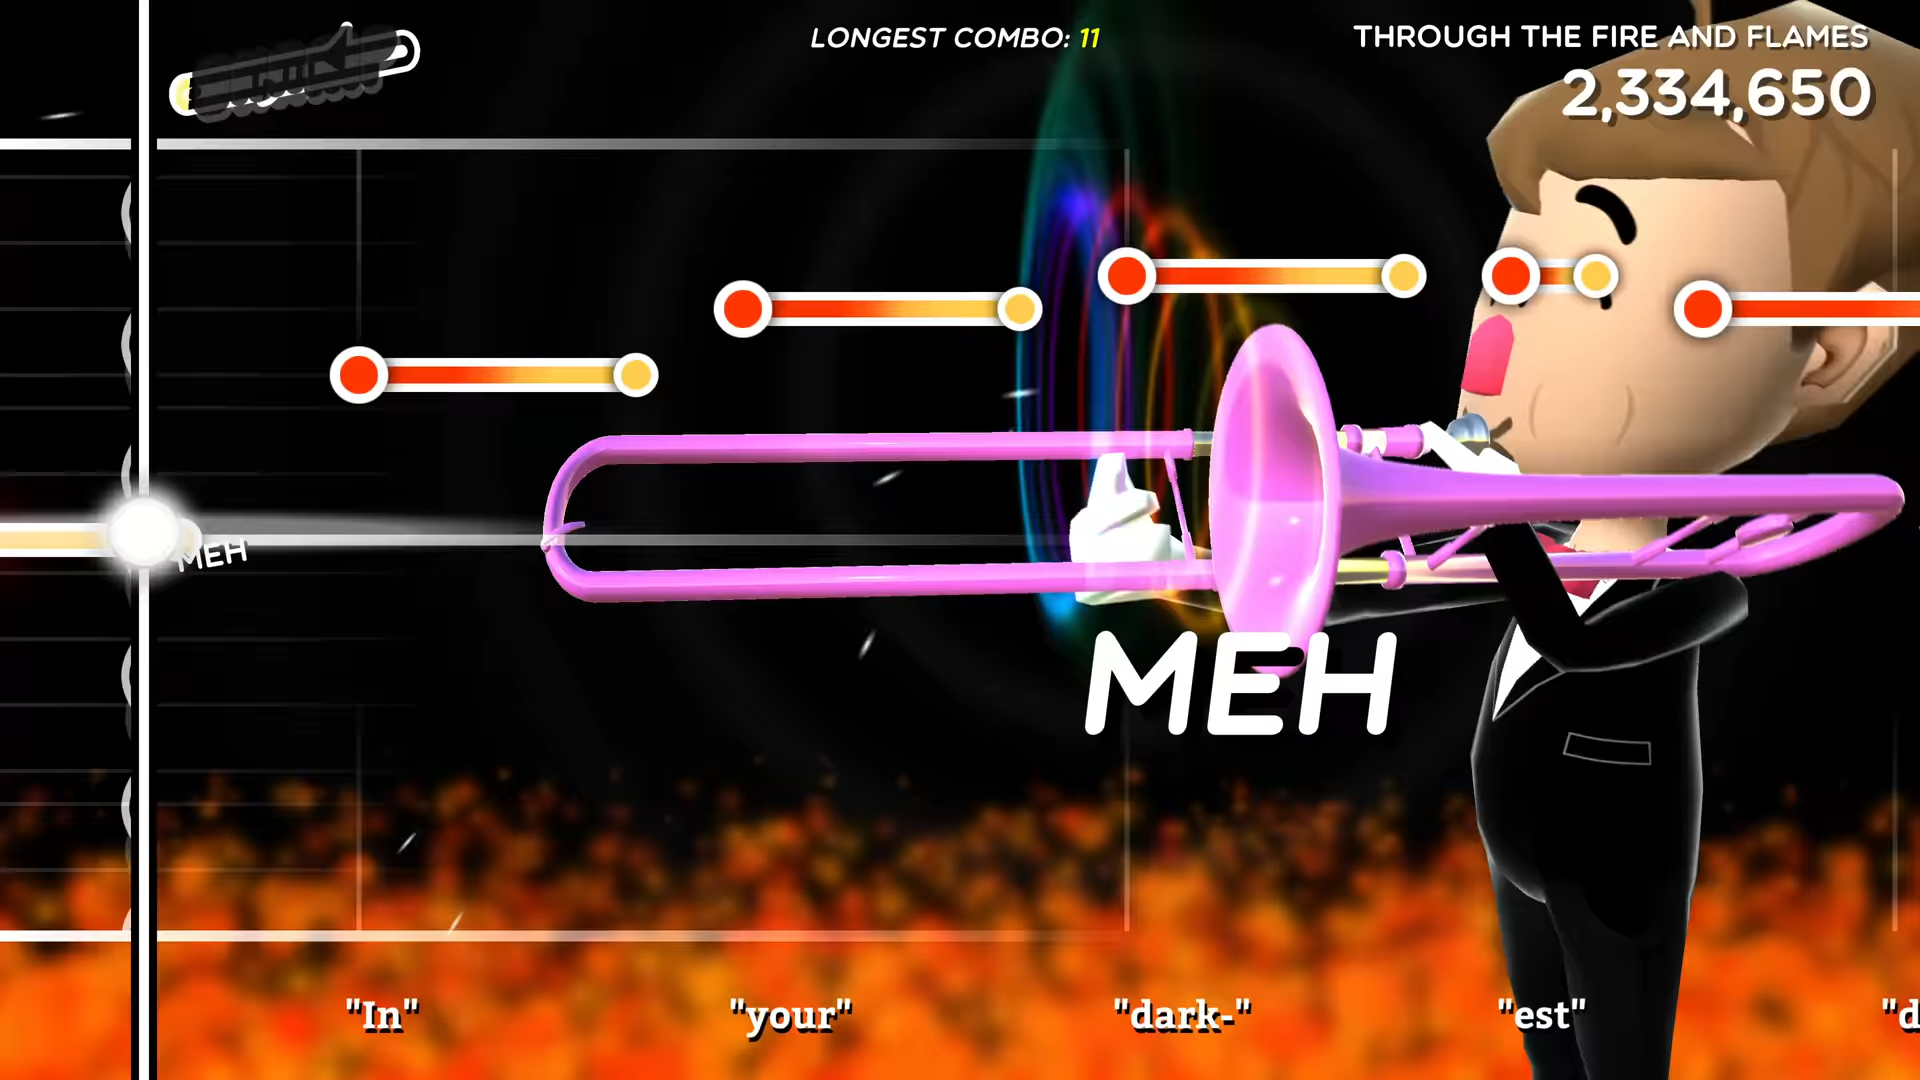 LONGEST COMBO: 11
THROUGH THE FIRE AND FLAMES
2,334,650
MEH
MEH
"In" "your" "dark-" "est"